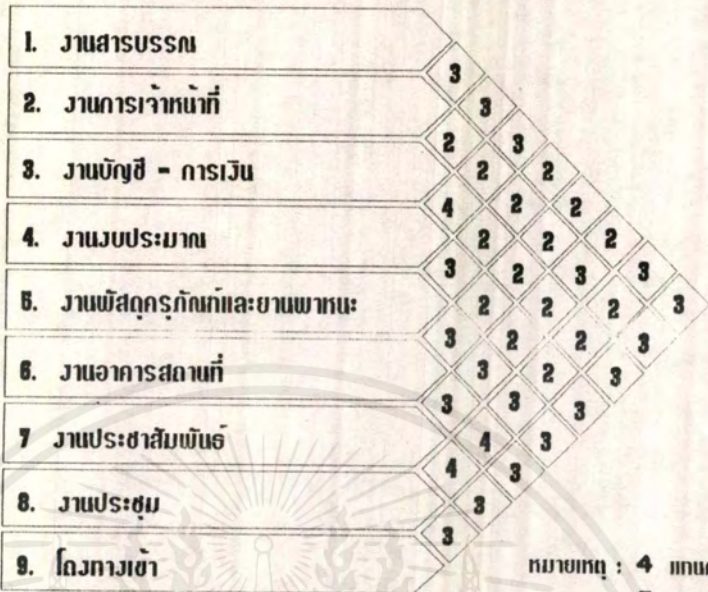 1. งานสารบรรณ
2. งานการเจ้าหน้าที่
3. งานบัญชี - การเงิน
4. งานงบประมาณ
5. งานพัสดุครุภัณฑ์และยานพาหนะ
6. งานอาคารสถานที่
7 งานประชาสัมพันธ์
8. งานประชุม
9. โถงทางเข้า
3
3
2 3
2 2
4 2 2
2 2 2
3 2 3 3
2 2 2 3
3 2 2 3
3 2 3
3 3 3
4 3
4 3
3
3
หมายเหตุ : 4